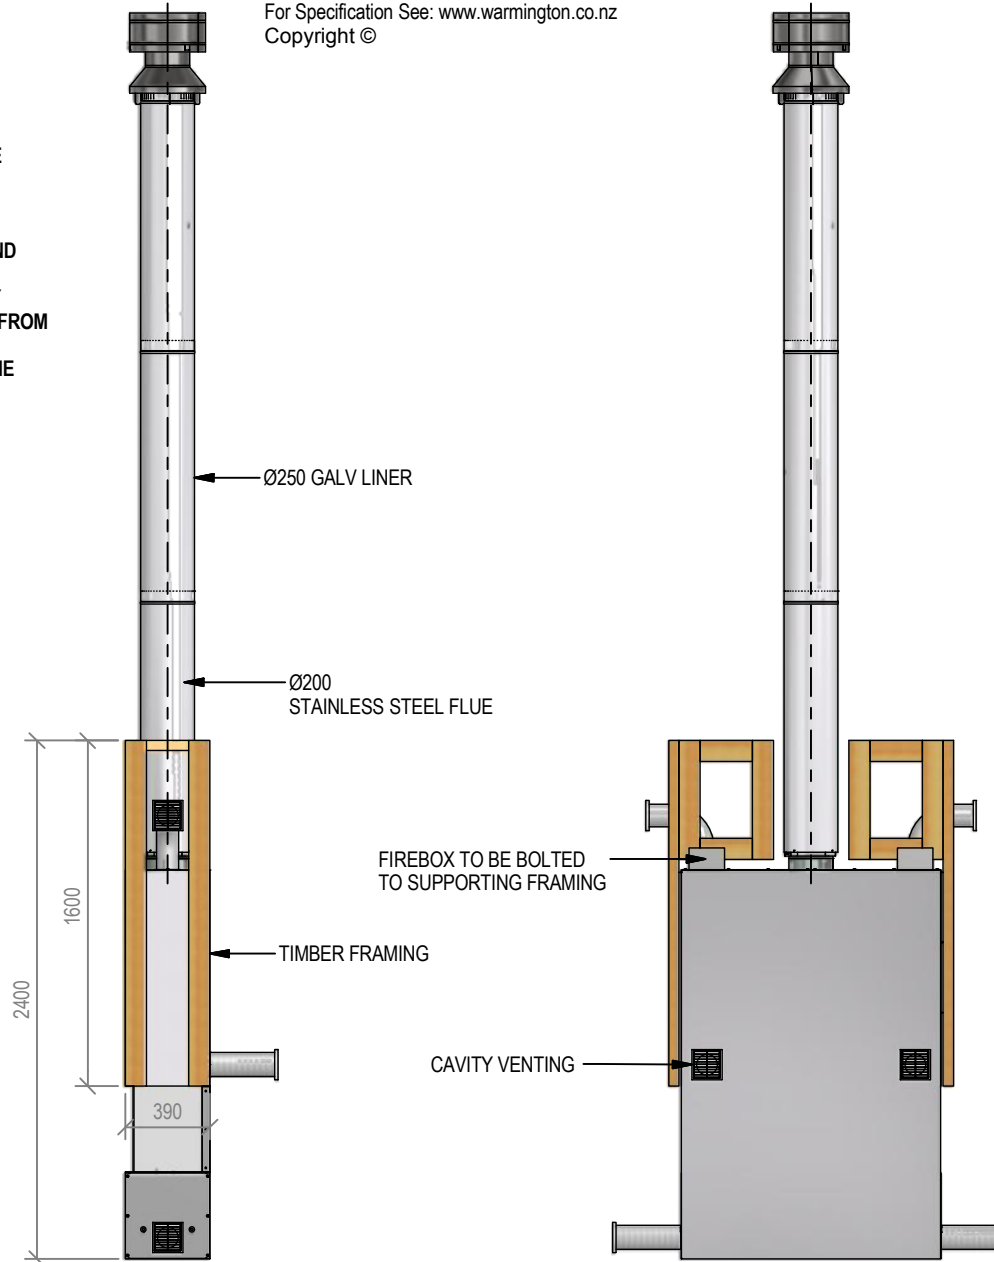 For Specification See: www.warmington.co.nz
Copyright ©
FROM
Ø250 GALV LINER
Ø200
STAINLESS STEEL FLUE
FIREBOX TO BE BOLTED
TO SUPPORTING FRAMING
1600
TIMBER FRAMING
2400
CAVITY VENTING
390